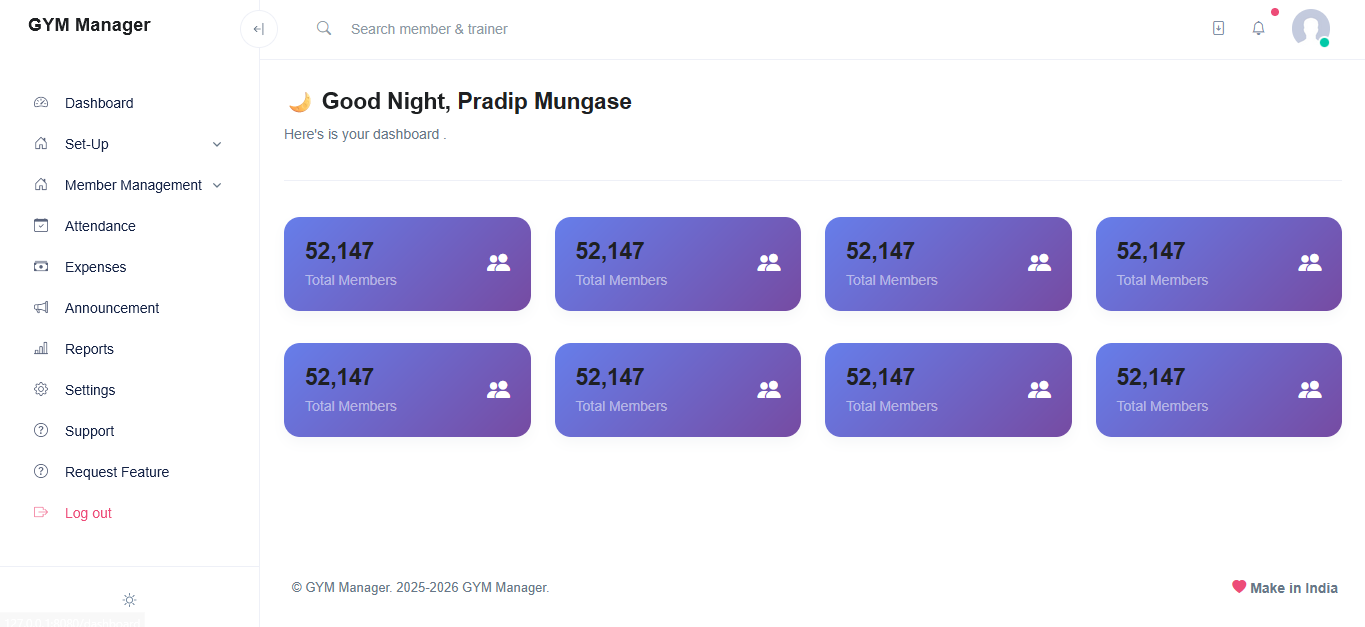 GYM Manager
Search member & trainer
Dashboard
Set-Up
Member Management
Attendance
Expenses
Announcement
Reports
Settings
Support
Request Feature
Log out
🌙 Good Night, Pradip Mungase
Here's is your dashboard .
52,147
Total Members
52,147
Total Members
52,147
Total Members
52,147
Total Members
52,147
Total Members
52,147
Total Members
52,147
Total Members
52,147
Total Members
© GYM Manager. 2025-2026 GYM Manager.
Make in India